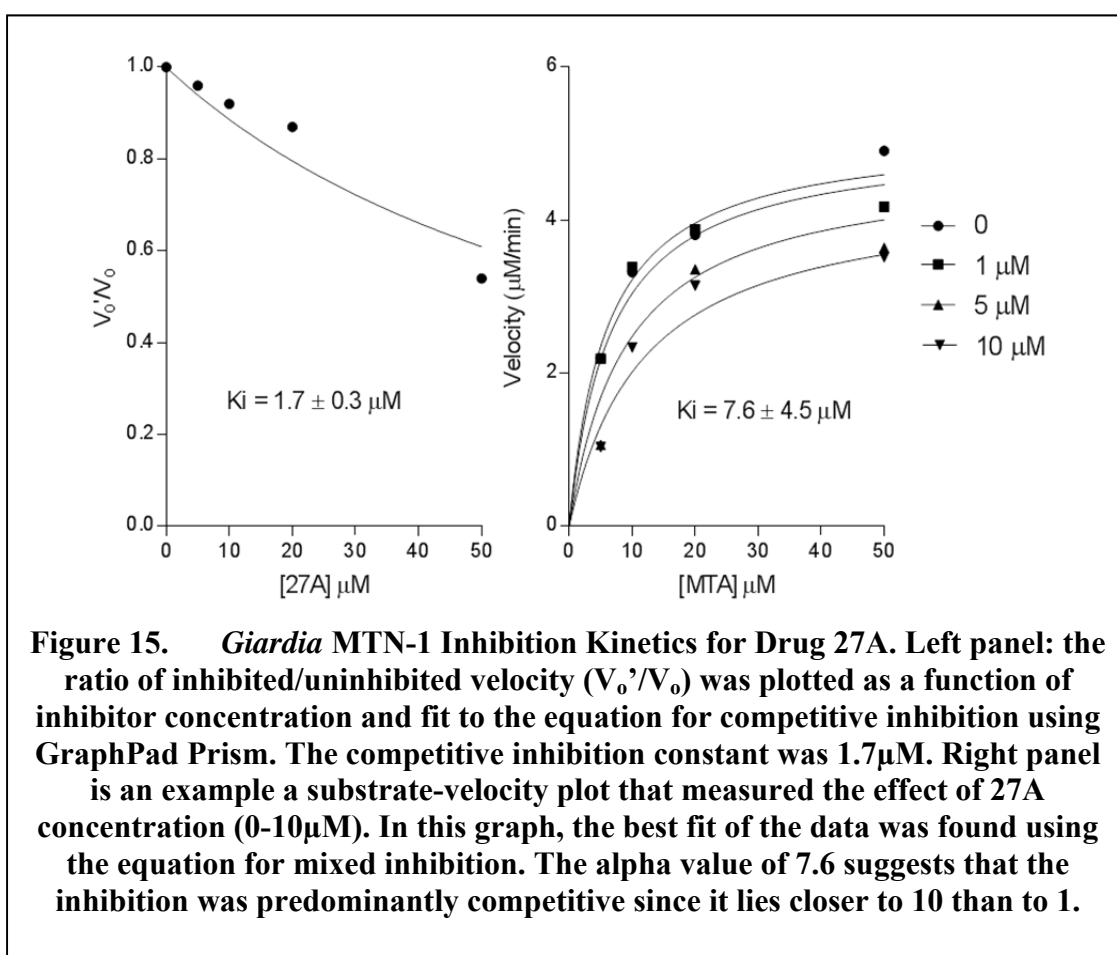 1.0
0.8
0.6
0.4
0.2
0.0
V₀'/V₀
Ki = 1.7 ± 0.3 µM
0 10 20 30 40 50
[27A] µM
6
4
2
0
Velocity (µM/min)
Ki = 7.6 ± 4.5 µM
0 10 20 30 40 50
[MTA] µM
0
1 µM
5 µM
10 µM
Figure 15. Giardia MTN-1 Inhibition Kinetics for Drug 27A. Left panel: the
ratio of inhibited/uninhibited velocity (Vₒ’/Vₒ) was plotted as a function of
inhibitor concentration and fit to the equation for competitive inhibition using
GraphPad Prism. The competitive inhibition constant was 1.7µM. Right panel
is an example a substrate-velocity plot that measured the effect of 27A
concentration (0-10µM). In this graph, the best fit of the data was found using
the equation for mixed inhibition. The alpha value of 7.6 suggests that the
inhibition was predominantly competitive since it lies closer to 10 than to 1.